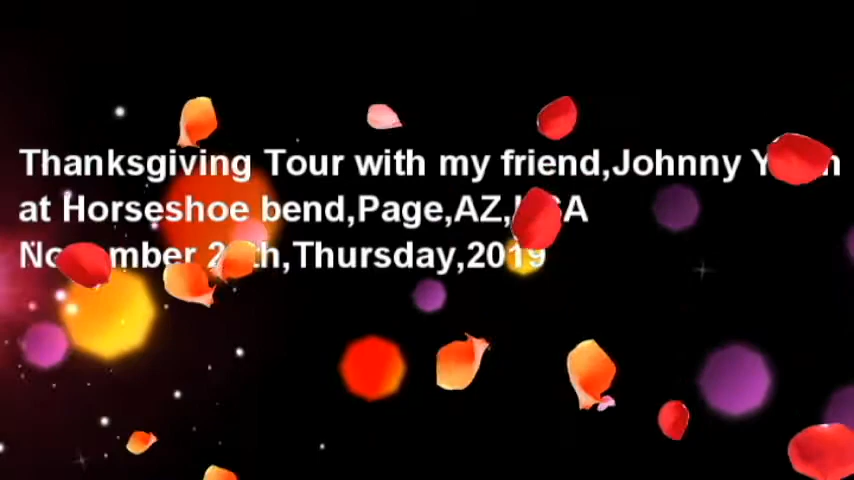 Thanksgiving Tour with my friend,Johnny
at Horseshoe bend,Page,AZ,
Thursday,2019